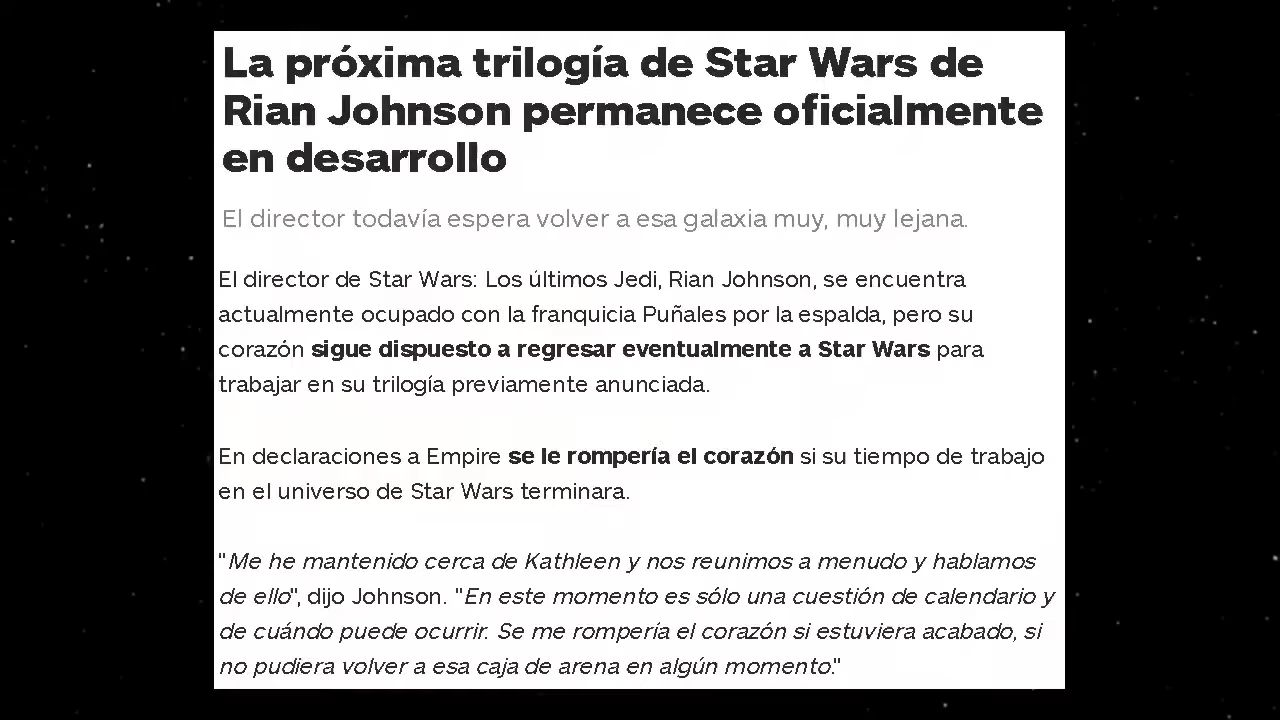 La próxima trilogía de Star Wars de
Rian Johnson permanece oficialmente
en desarrollo
El director todavía espera volver a esa galaxia muy, muy lejana.
El director de Star Wars: Los últimos Jedi, Rian Johnson, se encuentra
actualmente ocupado con la franquicia Puñales por la espalda, pero su
corazón sigue dispuesto a regresar eventualmente a Star Wars para
trabajar en su trilogía previamente anunciada.
En declaraciones a Empire se le rompería el corazón si su tiempo de trabajo
en el universo de Star Wars terminara.
"Me he mantenido cerca de Kathleen y nos reunimos a menudo y hablamos
de ello", dijo Johnson. "En este momento es sólo una cuestión de calendario y
de cuándo puede ocurrir. Se me rompería el corazón si estuviera acabado, si
no pudiera volver a esa caja de arena en algún momento."